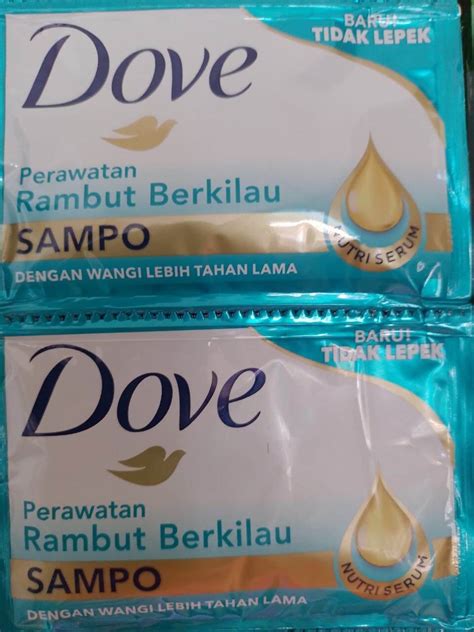 BARU!
TIDAK LEPEK
Dove
Perawatan
Rambut Berkilau
SAMPO
NUTRI SERUM
DENGAN WANGI LEBIH TAHAN LAMA
BARU!
TIDAK LEPEK
Dove
Perawatan
Rambut Berkilau
SAMPO
NUTRI SERUM
DENGAN WANGI LEBIH TAHAN LAMA